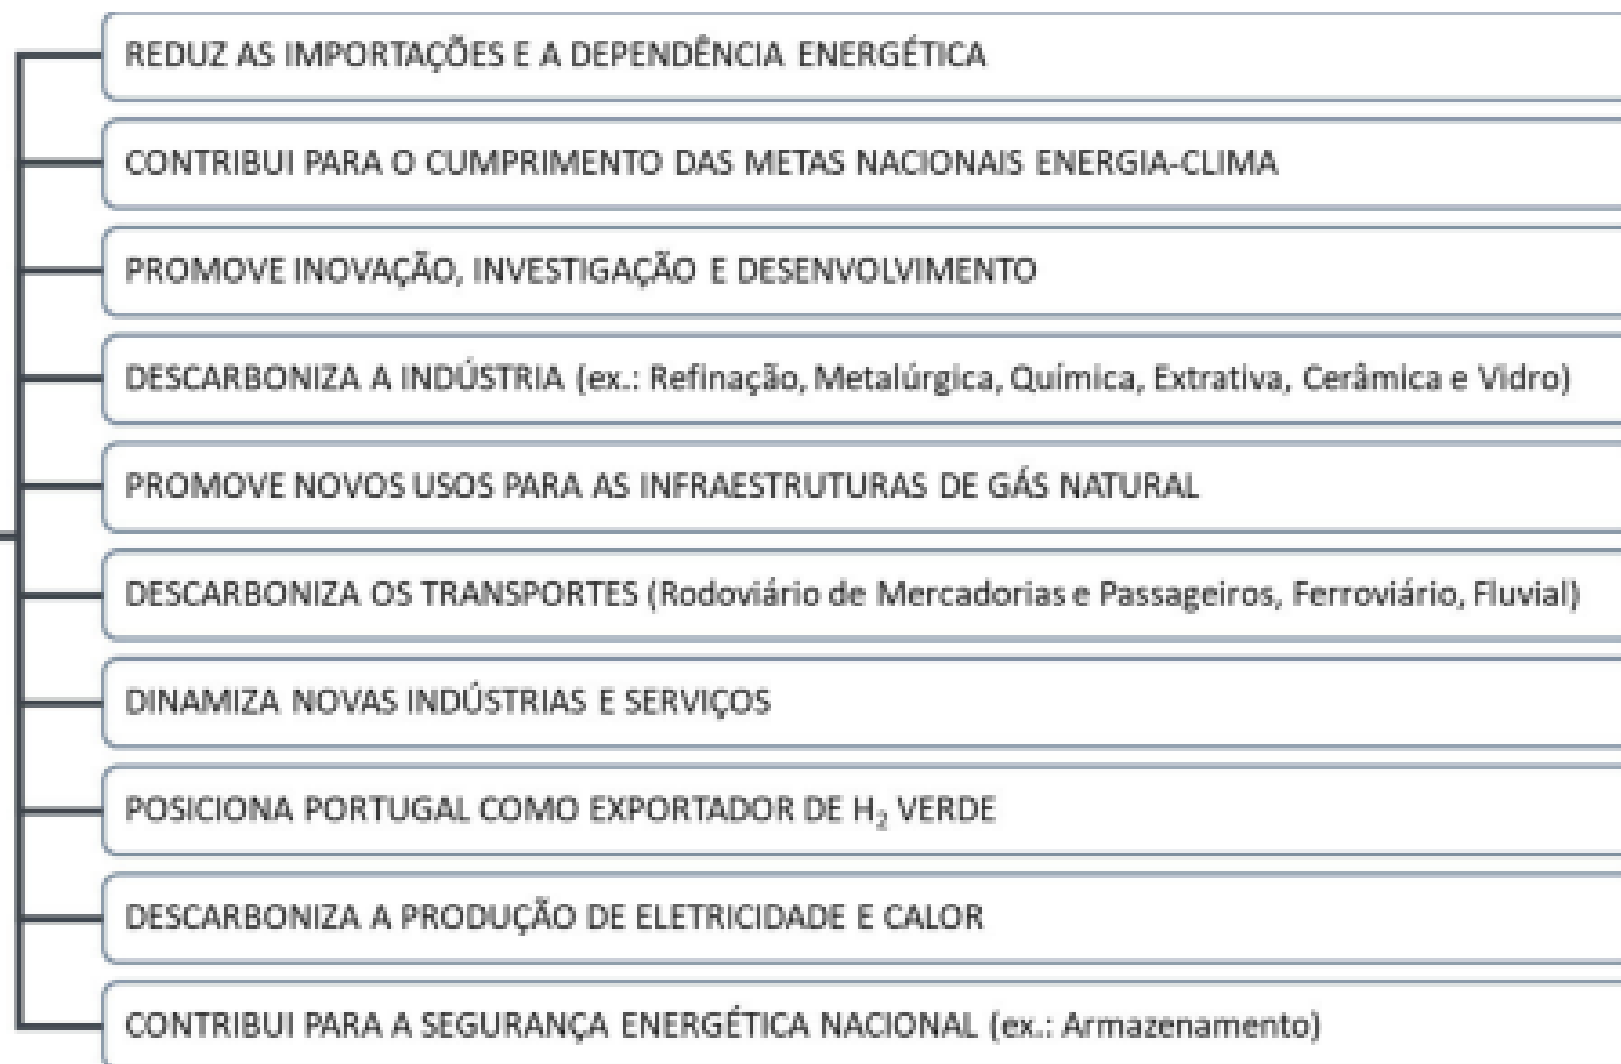 REDUZ AS IMPORTAÇÕES E A DEPENDÊNCIA ENERGÉTICA
CONTRIBUI PARA O CUMPRIMENTO DAS METAS NACIONAIS ENERGIA-CLIMA
PROMOVE INOVAÇÃO, INVESTIGAÇÃO E DESENVOLVIMENTO
DESCARBONIZA A INDÚSTRIA (ex.: Refinação, Metalúrgica, Química, Extrativa, Cerâmica e Vidro)
PROMOVE NOVOS USOS PARA AS INFRAESTRUTURAS DE GÁS NATURAL
DESCARBONIZA OS TRANSPORTES (Rodoviário de Mercadorias e Passageiros, Ferroviário, Fluvial)
DINAMIZA NOVAS INDÚSTRIAS E SERVIÇOS
POSICIONA PORTUGAL COMO EXPORTADOR DE H₂ VERDE
DESCARBONIZA A PRODUÇÃO DE ELETRICIDADE E CALOR
CONTRIBUI PARA A SEGURANÇA ENERGÉTICA NACIONAL (ex.: Armazenamento)